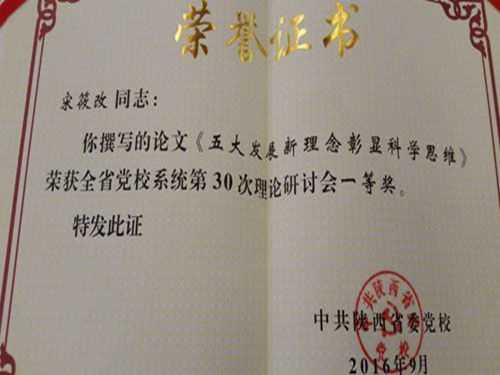 荣誉证书
宋筱改同志：
你撰写的论文《五大发展新理念彰显科学思维》
荣获全省党校系统第30次理论研讨会一等奖。
特发此证
中共陕西省委党校
2016年9月